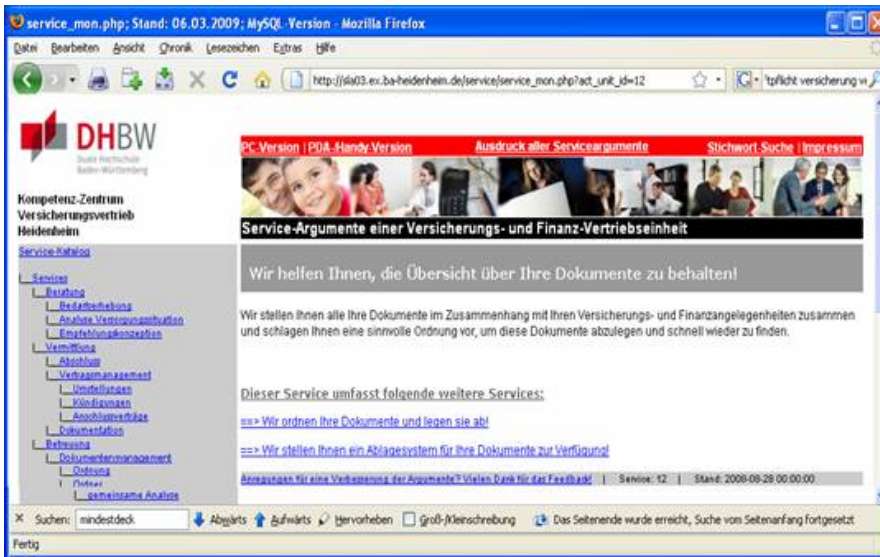 service_mon.php; Stand: 06.03.2009; MySQL-Version - Mozilla Firefox
Datei Bearbeiten Ansicht Chronik Lesezeichen Extras Hilfe
http://sla03.ex.ba-heidenheim.de/service/service_mon.php?act_unit_id=12
tpflicht versicherung
DHBW
Duale Hochschule
Baden-Württemberg
Kompetenz-Zentrum
Versicherungsvertrieb
Heidenheim
PC-Version | PDA-/Handy-Version Ausdruck aller Serviceargumente Stichwort-Suche | Impressum
Service-Argumente einer Versicherungs- und Finanz-Vertriebseinheit
Service-Katalog
Services
Beratung
Bedarfserhebung
Analyse Versorgungssituation
Empfehlungskonzeption
Vermittlung
Abschluss
Vertragsmanagement
Umstellungen
Kündigungen
Anschlussverträge
Dokumentation
Betreuung
Dokumentenmanagement
Ordnung
Ordner
gemeinsame Analyse
Wir helfen Ihnen, die Übersicht über Ihre Dokumente zu behalten!
Wir stellen Ihnen all Ihre Dokumente im Zusammenhang mit Ihren Versicherungs- und Finanzangelegenheiten zusammen
und schlagen Ihnen eine sinnvolle Ordnung vor, um diese Dokumente abzulegen und schnell wieder zu finden.
Dieser Service umfasst folgende weitere Services:
==> Wir ordnen Ihre Dokumente und legen sie ab!
==> Wir stellen Ihnen ein Ablagesystem für Ihre Dokumente zur Verfügung!
Anregungen für eine Verbesserung der Argumente? Vielen Dank für das Feedback! | Service: 12 | Stand: 2008-08-28 00:00:00
Suchen: mindestdeck Abwärts Aufwärts Hervorheben Groß-/Kleinschreibung Das Seitenende wurde erreicht, Suche vom Seitenanfang fortgesetzt
Fertig